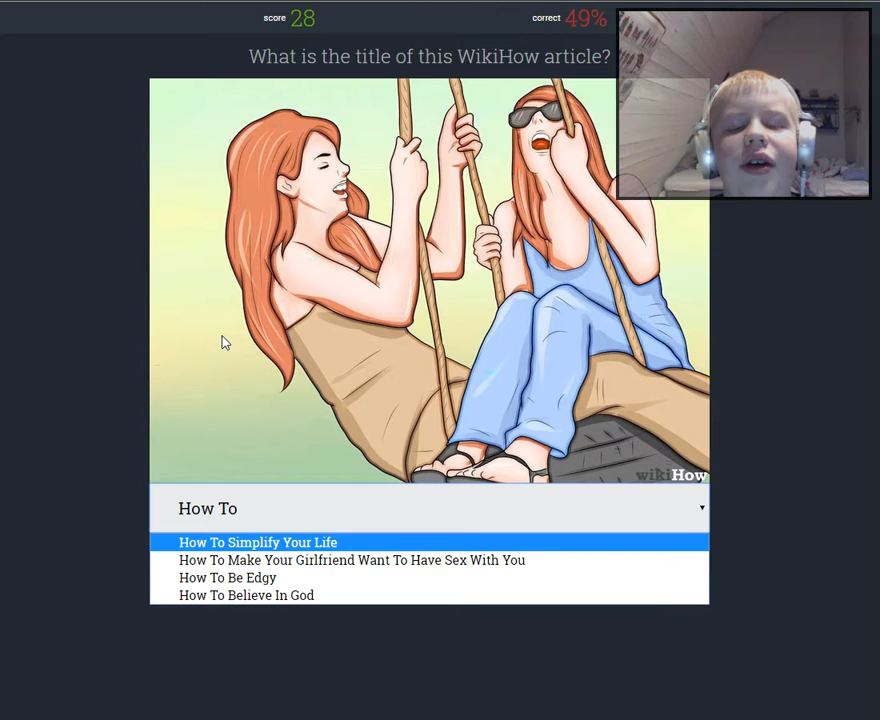 score 28
correct 49%
What is the title of this WikiHow article?
wikiHow
How To
How To Simplify Your Life
How To Make Your Girlfriend Want To Have Sex With You
How To Be Edgy
How To Believe In God